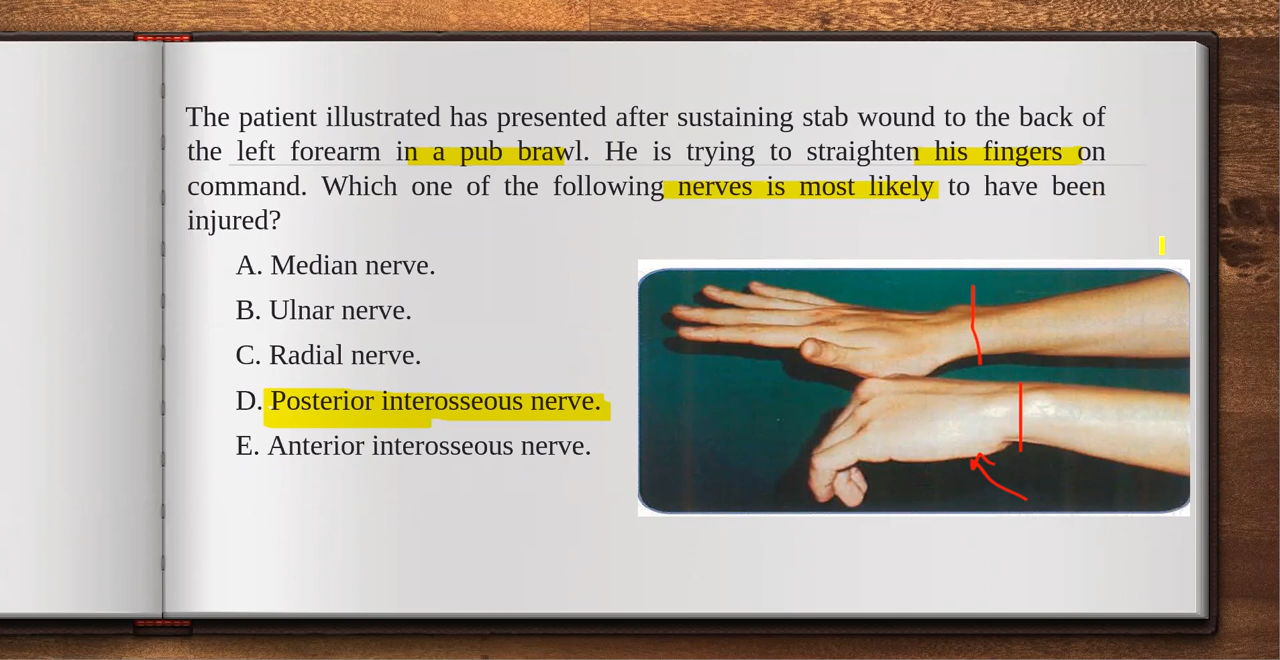 The patient illustrated has presented after sustaining stab wound to the back of
the left forearm in a pub brawl. He is trying to straighten his fingers on
command. Which one of the following nerves is most likely to have been
injured?
A. Median nerve.
B. Ulnar nerve.
C. Radial nerve.
D. Posterior interosseous nerve.
E. Anterior interosseous nerve.